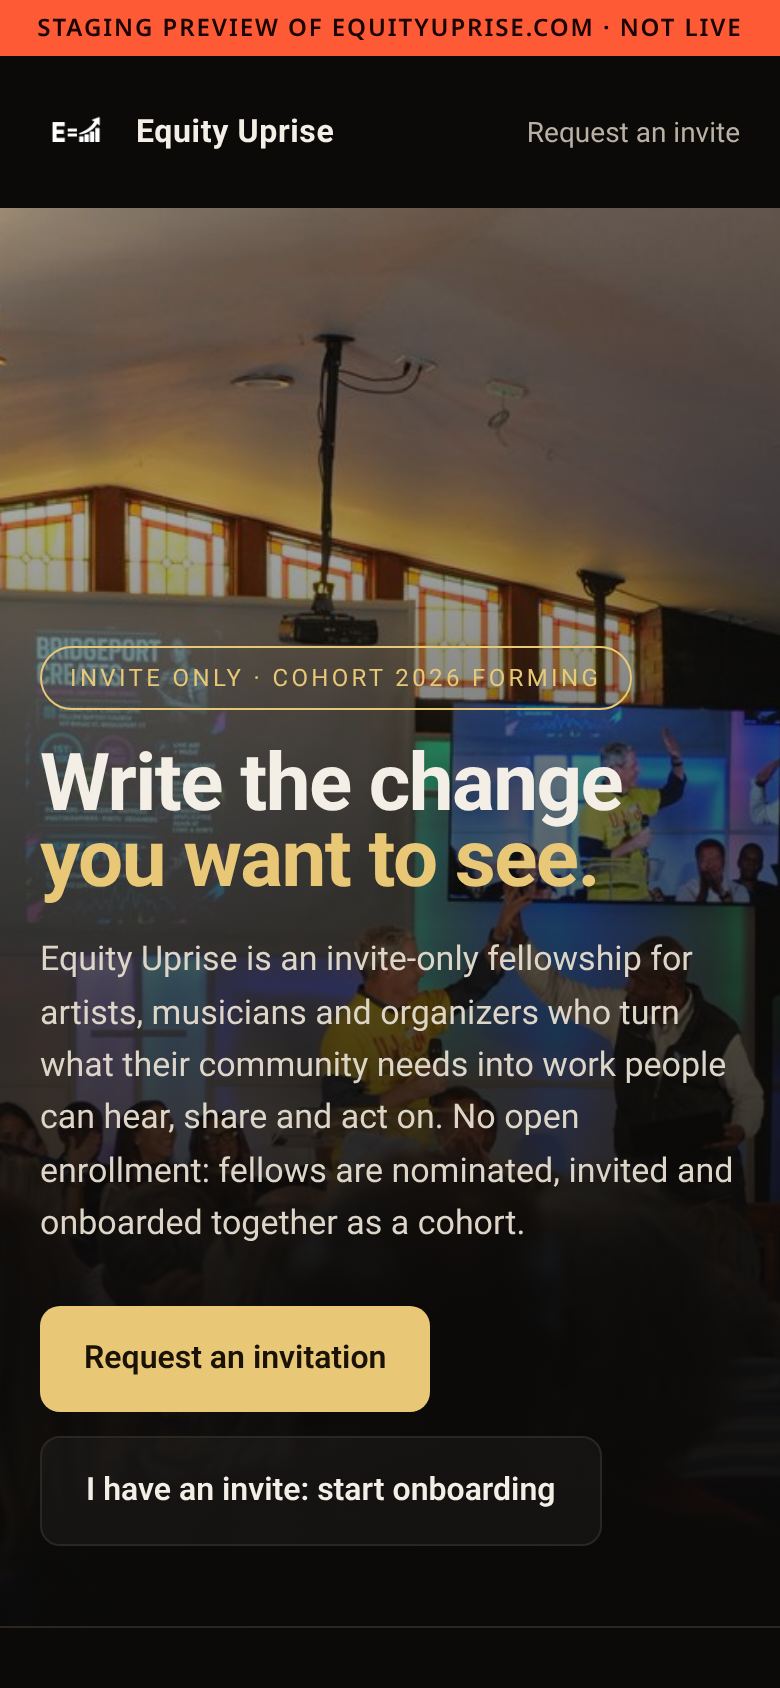 STAGING PREVIEW OF EQUITYUPRISE.COM · NOT LIVE
E=
Equity Uprise
Request an invite
BRIDGEPORT
INVITE ONLY · COHORT 2026 FORMING
Write the change
you want to see.
Equity Uprise is an invite-only fellowship for
artists, musicians and organizers who turn
what their community needs into work people
can hear, share and act on. No open
enrollment: fellows are nominated, invited and
onboarded together as a cohort.
Request an invitation
I have an invite: start onboarding